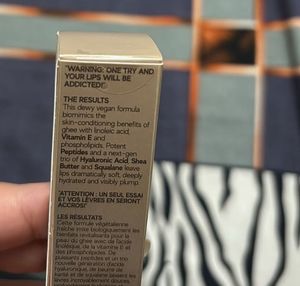 "WARNING: ONE TRY AND
YOUR LIPS WILL BE
ADDICTED!"
THE RESULTS
This dewy vegan formula
biomimics the
skin-conditioning benefits of
ghee with linoleic acid,
Vitamin E and
phospholipids. Potent
Peptides and a next-gen
trio of Hyaluronic Acid, Shea
Butter and Squalane leave
lips dramatically soft, deeply
hydrated and visibly plump.
"ATTENTION : UN SEUL ESSAI
ET VOS LÈVRES EN SERONT
ACCROS!"
LES RÉSULTATS
Cette formule végétalienne
fraîche imite biologiquement les
bienfaits revitalisants pour la
peau du ghee avec de l'acide
linoléique, de la vitamine E et
des phospholipides. De
puissants peptides et un trio
nouvelle génération d'acide
hyaluronique, de beurre de
karité et de squalane laissent les
lèvres incroyablement douces,